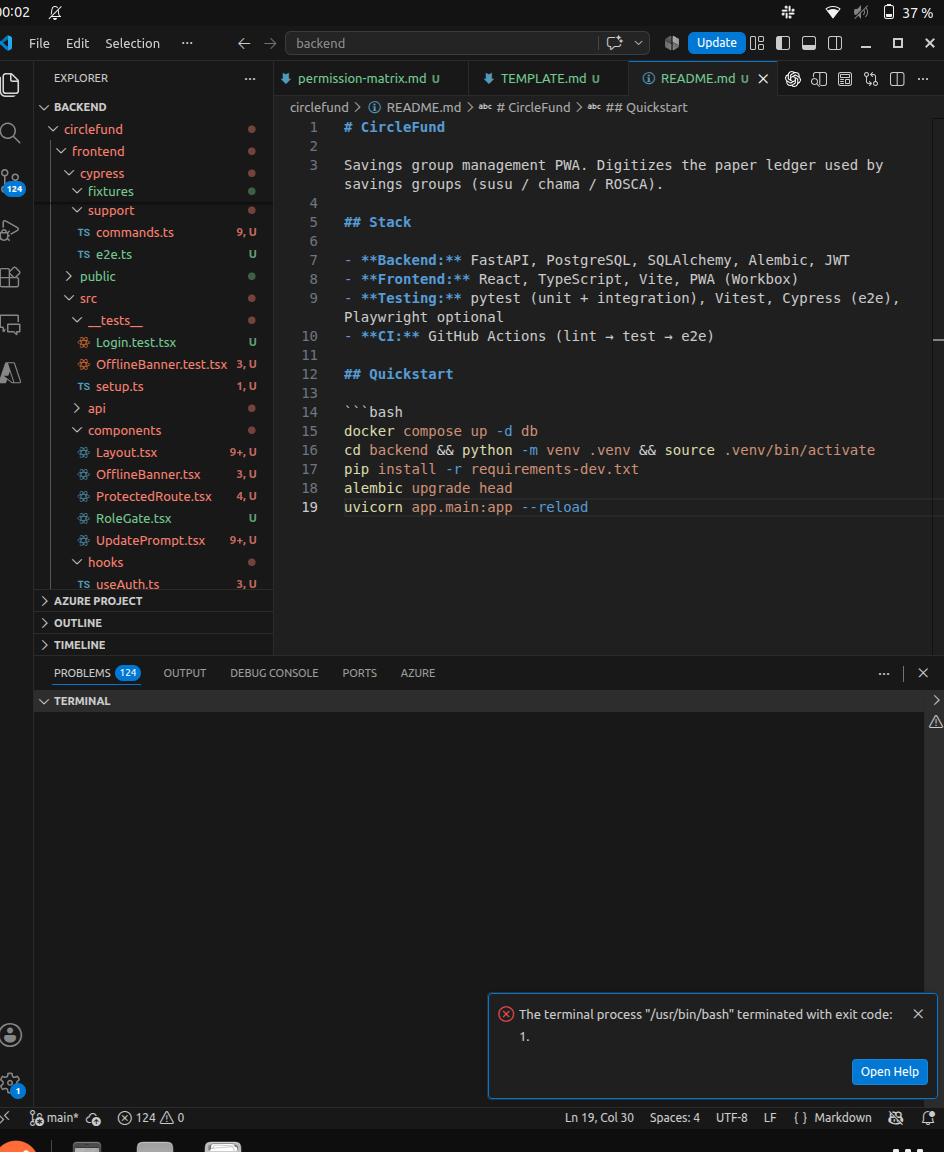 0:02
37 %
File Edit Selection ···
backend
Update
EXPLORER ···
permission-matrix.md U
TEMPLATE.md U
README.md U
···
BACKEND
circlefund > README.md > # CircleFund > ## Quickstart
circlefund
frontend
cypress
fixtures
support
TS commands.ts 9, U
TS e2e.ts U
public
src
__tests__
Login.test.tsx U
OfflineBanner.test.tsx 3, U
TS setup.ts 1, U
api
components
Layout.tsx 9+, U
OfflineBanner.tsx 3, U
ProtectedRoute.tsx 4, U
RoleGate.tsx U
UpdatePrompt.tsx 9+, U
hooks
TS useAuth.ts 3, U
AZURE PROJECT
OUTLINE
TIMELINE
124
1 # CircleFund
2
3 Savings group management PWA. Digitizes the paper ledger used by
savings groups (susu / chama / ROSCA).
4
5 ## Stack
6
7 - **Backend:** FastAPI, PostgreSQL, SQLAlchemy, Alembic, JWT
8 - **Frontend:** React, TypeScript, Vite, PWA (Workbox)
9 - **Testing:** pytest (unit + integration), Vitest, Cypress (e2e),
Playwright optional
10 - **CI:** GitHub Actions (lint → test → e2e)
11
12 ## Quickstart
13
14 ```bash
15 docker compose up -d db
16 cd backend && python -m venv .venv && source .venv/bin/activate
17 pip install -r requirements-dev.txt
18 alembic upgrade head
19 uvicorn app.main:app --reload
PROBLEMS 124 OUTPUT DEBUG CONSOLE PORTS AZURE ···
TERMINAL
The terminal process "/usr/bin/bash" terminated with exit code:
1.
Open Help
1
main* 124 0 Ln 19, Col 30 Spaces: 4 UTF-8 LF { } Markdown